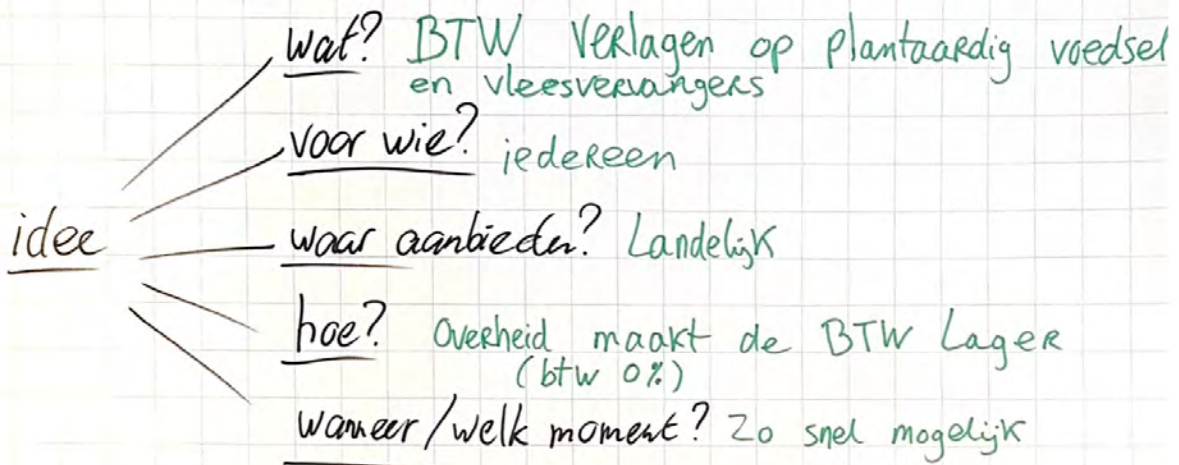 wat? BTW verlagen op plantaardig voedsel
en vleesvervangers
voor wie? iedereen
idee
waar aanbieden? Landelijk
hoe? Overheid maakt de BTW Lager
(btw 0%)
wanneer/welk moment? Zo snel mogelijk